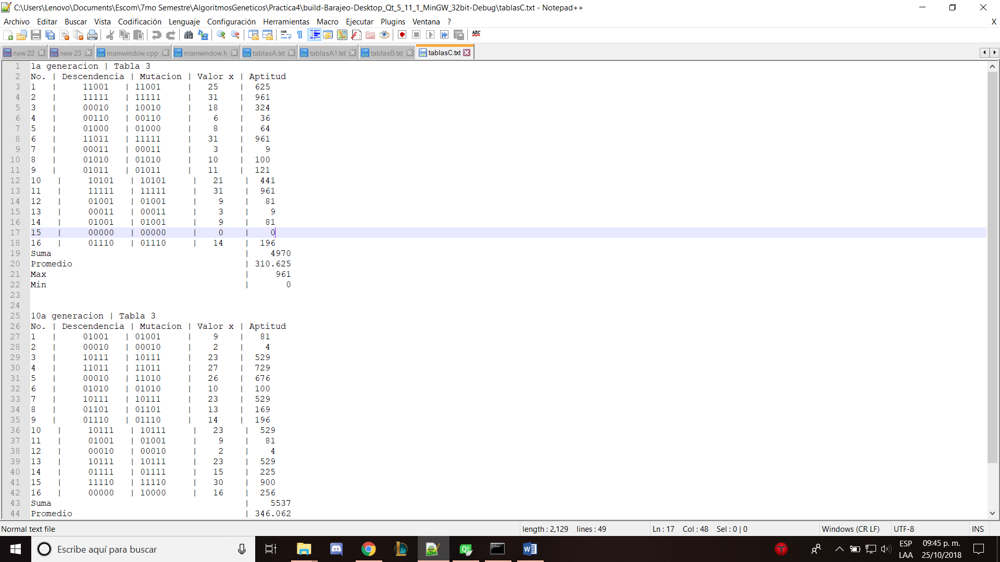 C:\Users\Lenovo\Documents\Escom\7mo Semestre\AlgoritmosGeneticos\Practica4\build-Barajeo-Desktop_Qt_5_11_1_MinGW_32bit-Debug\tablasC.txt - Notepad++
Archivo Editar Buscar Vista Codificación Lenguaje Configuración Herramientas Macro Ejecutar Plugins Ventana ? X
new 22 new 23 mainwindow.cpp mainwindow.h tablasA.txt tablasA1.txt tablasB.txt tablasC.txt
1 1a generacion | Tabla 3
2 No. | Descendencia | Mutacion | Valor x | Aptitud
3 1 | 11001 | 11001 | 25 | 625
4 2 | 11111 | 11111 | 31 | 961
5 3 | 00010 | 10010 | 18 | 324
6 4 | 00110 | 00110 | 6 | 36
7 5 | 01000 | 01000 | 8 | 64
8 6 | 11011 | 11111 | 31 | 961
9 7 | 00011 | 00011 | 3 | 9
10 8 | 01010 | 01010 | 10 | 100
11 9 | 01011 | 01011 | 11 | 121
12 10 | 10101 | 10101 | 21 | 441
13 11 | 11111 | 11111 | 31 | 961
14 12 | 01001 | 01001 | 9 | 81
15 13 | 00011 | 00011 | 3 | 9
16 14 | 01001 | 01001 | 9 | 81
17 15 | 00000 | 00000 | 0 | 0
18 16 | 01110 | 01110 | 14 | 196
19 Suma | 4970
20 Promedio | 310.625
21 Max | 961
22 Min | 0
23
24
25 10a generacion | Tabla 3
26 No. | Descendencia | Mutacion | Valor x | Aptitud
27 1 | 01001 | 01001 | 9 | 81
28 2 | 00010 | 00010 | 2 | 4
29 3 | 10111 | 10111 | 23 | 529
30 4 | 11011 | 11011 | 27 | 729
31 5 | 00010 | 11010 | 26 | 676
32 6 | 01010 | 01010 | 10 | 100
33 7 | 10111 | 10111 | 23 | 529
34 8 | 01101 | 01101 | 13 | 169
35 9 | 01110 | 01110 | 14 | 196
36 10 | 10111 | 10111 | 23 | 529
37 11 | 01001 | 01001 | 9 | 81
38 12 | 00010 | 00010 | 2 | 4
39 13 | 10111 | 10111 | 23 | 529
40 14 | 01111 | 01111 | 15 | 225
41 15 | 11110 | 11110 | 30 | 900
42 16 | 00000 | 10000 | 16 | 256
43 Suma | 5537
44 Promedio | 346.062
Normal text file length : 2,129 lines : 49 Ln : 17 Col : 48 Sel : 0 | 0 Windows (CR LF) UTF-8 INS
Escribe aquí para buscar
ESP 09:45 p. m.
LAA 25/10/2018